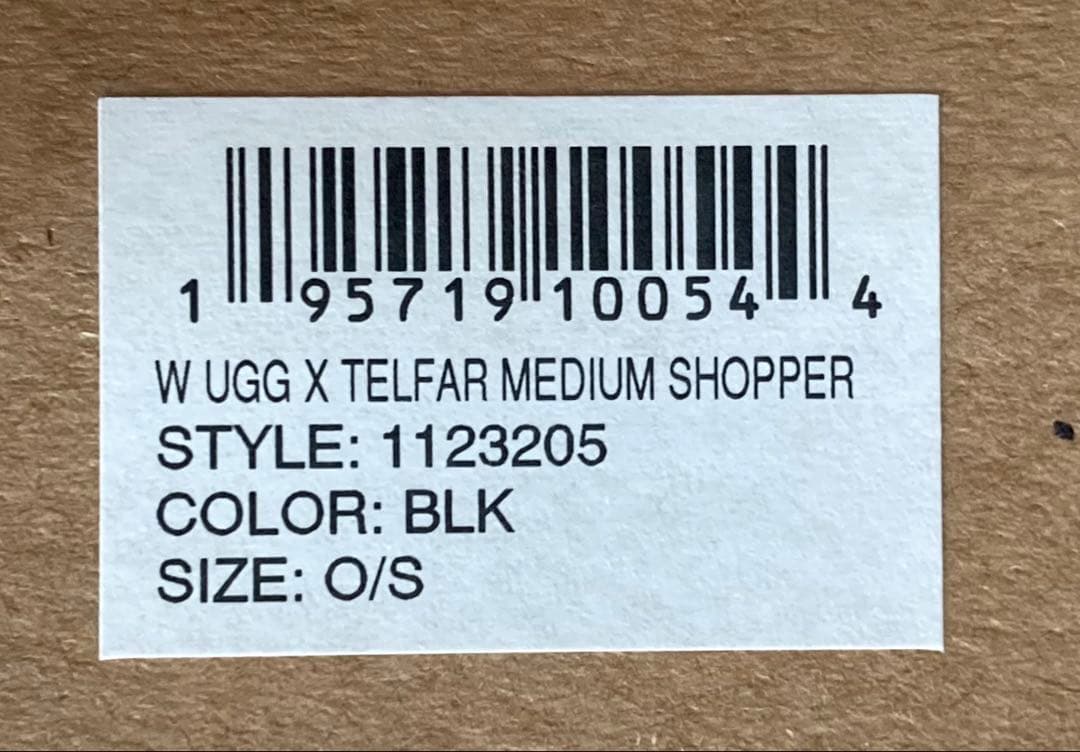 1 95719 10054 4
W UGG X TELFAR MEDIUM SHOPPER
STYLE: 1123205
COLOR: BLK
SIZE: O/S